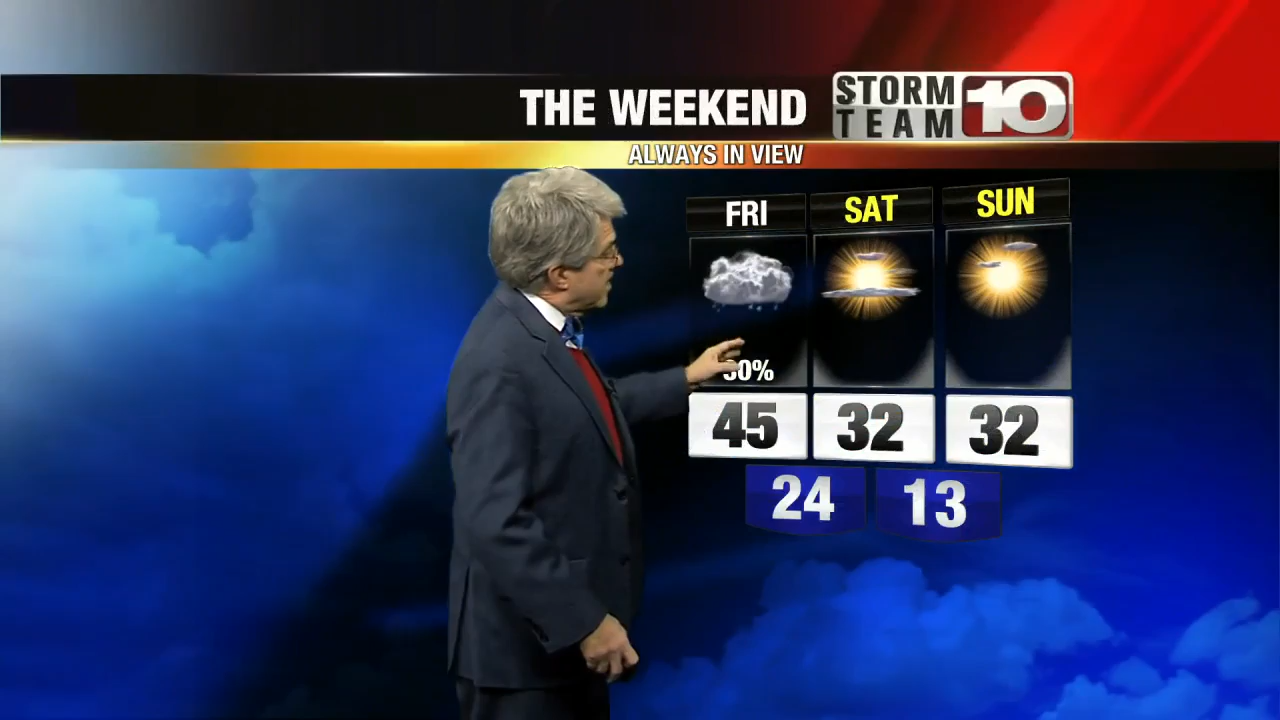 THE WEEKEND
STORM TEAM 10
ALWAYS IN VIEW
FRI SAT SUN
45 32 32
24 13